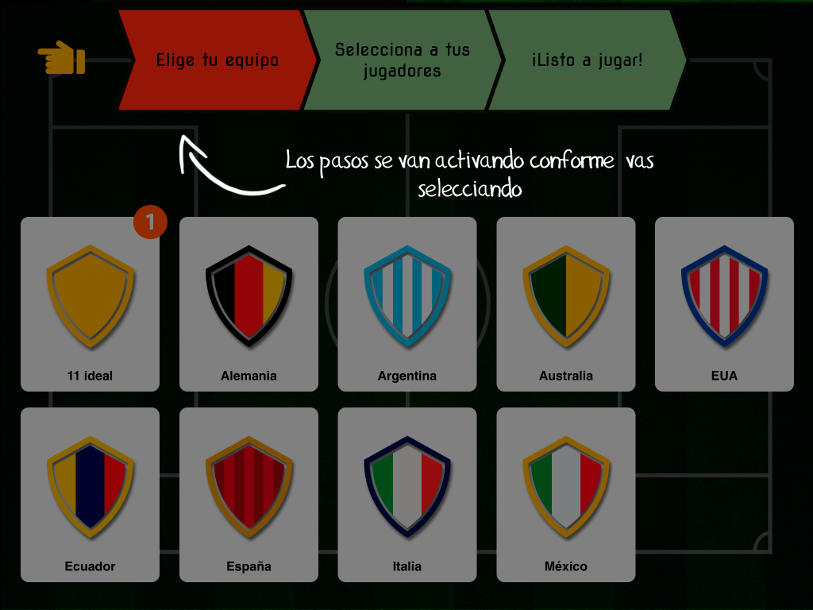 Elige tu equipo
Selecciona a tus
jugadores
¡Listo a jugar!
Los pasos se van activando conforme vas
selecciando
1
11 ideal
Alemania
Argentina
Australia
EUA
Ecuador
España
Italia
México